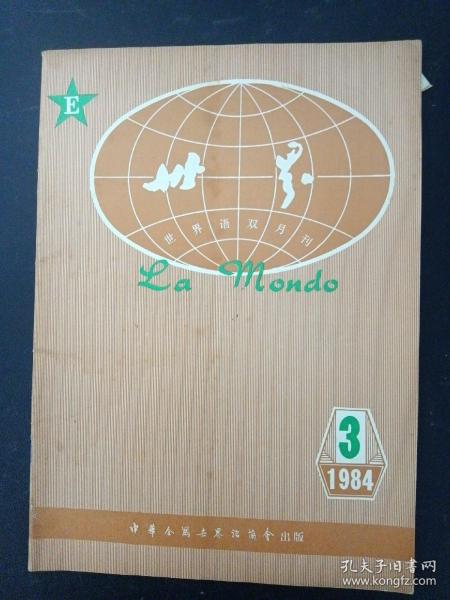 E
世界
世界语双月刊
La Mondo
3
1984
中华全国世界语协会出版
孔夫子旧书网
www.kongfz.com